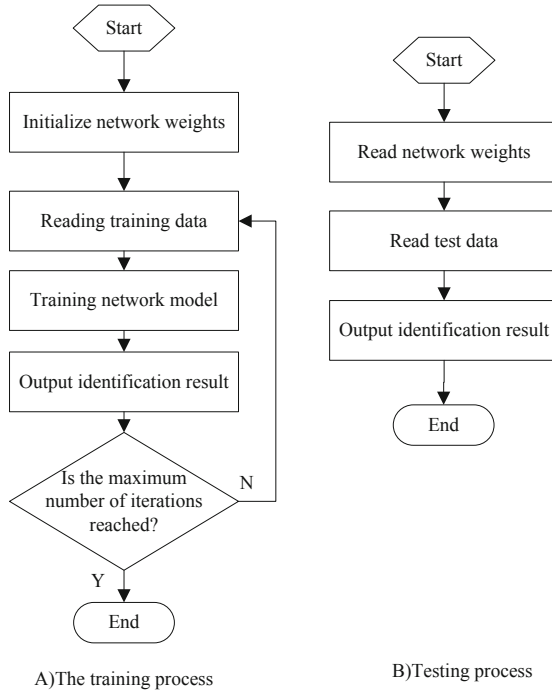 Start
Initialize network weights
Reading training data
Training network model
Output identification result
Is the maximum
number of iterations
reached?
N
Y
End
A)The training process
Start
Read network weights
Read test data
Output identification result
End
B)Testing process